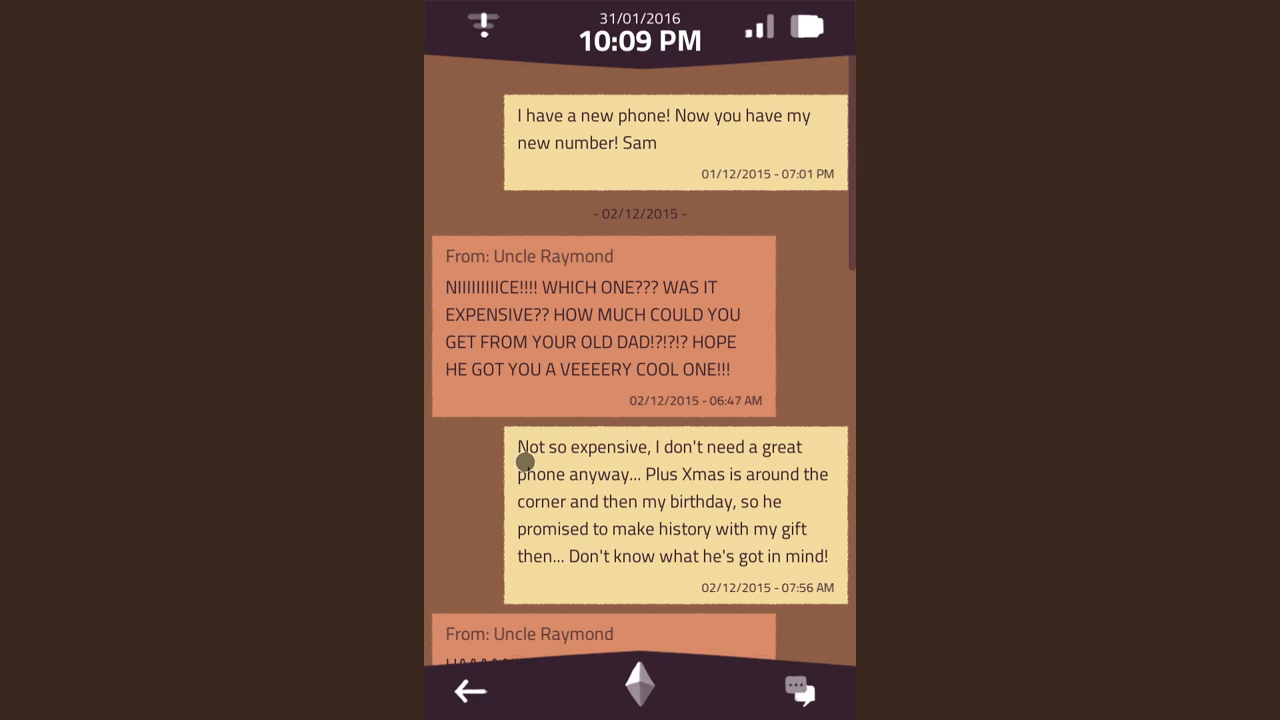 31/01/2016
10:09 PM
I have a new phone! Now you have my
new number! Sam
01/12/2015 - 07:01 PM
- 02/12/2015 -
From: Uncle Raymond
NIIIIIIIIICE!!!! WHICH ONE??? WAS IT
EXPENSIVE?? HOW MUCH COULD YOU
GET FROM YOUR OLD DAD!?!?!? HOPE
HE GOT YOU A VEEEERY COOL ONE!!!
02/12/2015 - 06:47 AM
Not so expensive, I don't need a great
phone anyway... Plus Xmas is around the
corner and then my birthday, so he
promised to make history with my gift
then... Don't know what he's got in mind!
02/12/2015 - 07:56 AM
From: Uncle Raymond